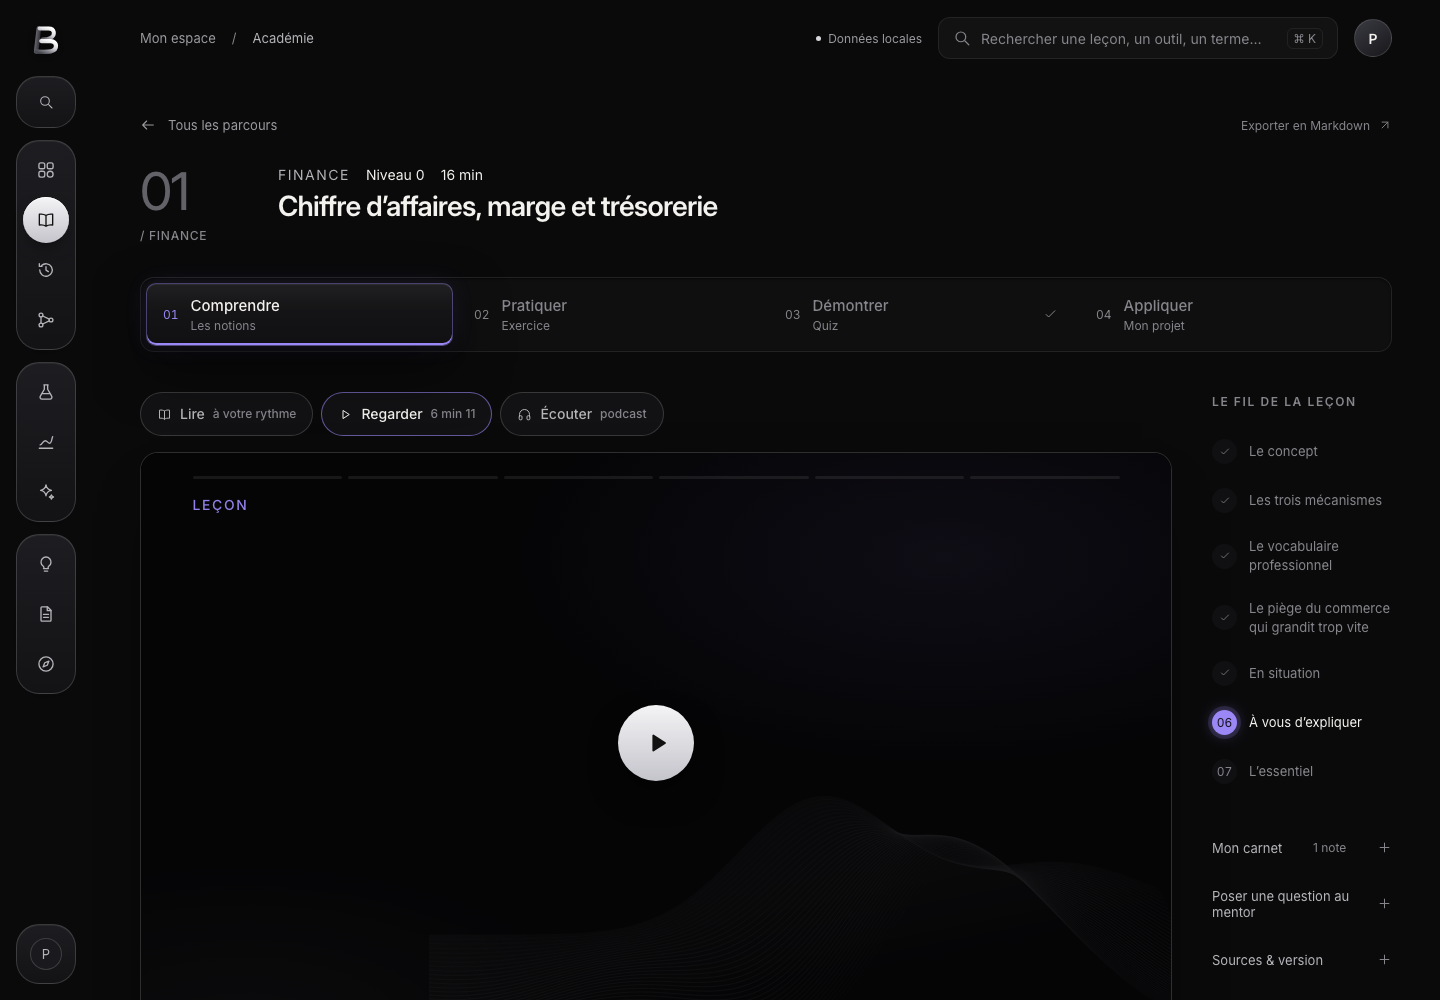 B
Mon espace / Académie
Données locales
Rechercher une leçon, un outil, un terme...
⌘ K
P
Tous les parcours
Exporter en Markdown
01
/ FINANCE
FINANCE Niveau 0 16 min
Chiffre d’affaires, marge et trésorerie
01 Comprendre
Les notions
02 Pratiquer
Exercice
03 Démontrer
Quiz
04 Appliquer
Mon projet
Lire à votre rythme
Regarder 6 min 11
Écouter podcast
LEÇON
LE FIL DE LA LEÇON
Le concept
Les trois mécanismes
Le vocabulaire
professionnel
Le piège du commerce
qui grandit trop vite
En situation
06 À vous d’expliquer
07 L’essentiel
Mon carnet 1 note
Poser une question au
mentor
Sources & version
P